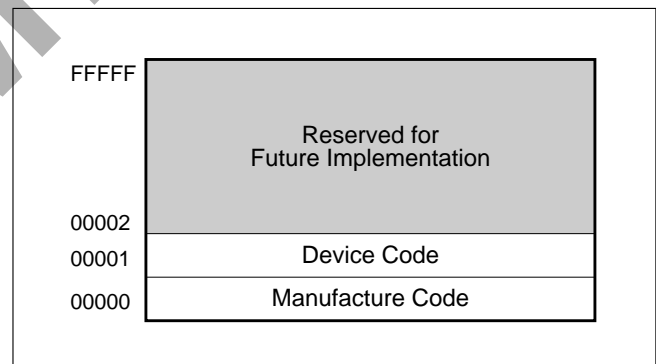 FFFFF
Reserved for
Future Implementation
00002
00001 Device Code
00000 Manufacture Code